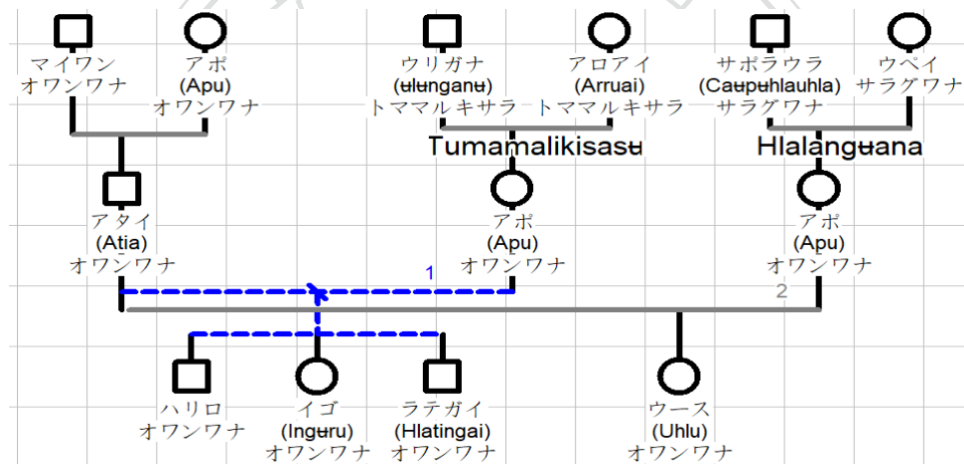 マイワン
オワンワナ
アポ
(Apu)
オワンワナ
ウリガナ
(ʉlʉnganʉ)
トママルキサラ
アロアイ
(Arruai)
トママルキサラ
サポラウラ
(Caʉpʉhlauhla)
サラグワナ
ウペイ
サラグワナ
Tumamalikisasʉ
Hlalangʉana
アタイ
(Atia)
オワンワナ
アポ
(Apu)
オワンワナ
アポ
(Apu)
オワンワナ
1
2
ハリロ
オワンワナ
イゴ
(Ingʉru)
オワンワナ
ラテガイ
(Hlatingai)
オワンワナ
ウース
(Uhlu)
オワンワナ